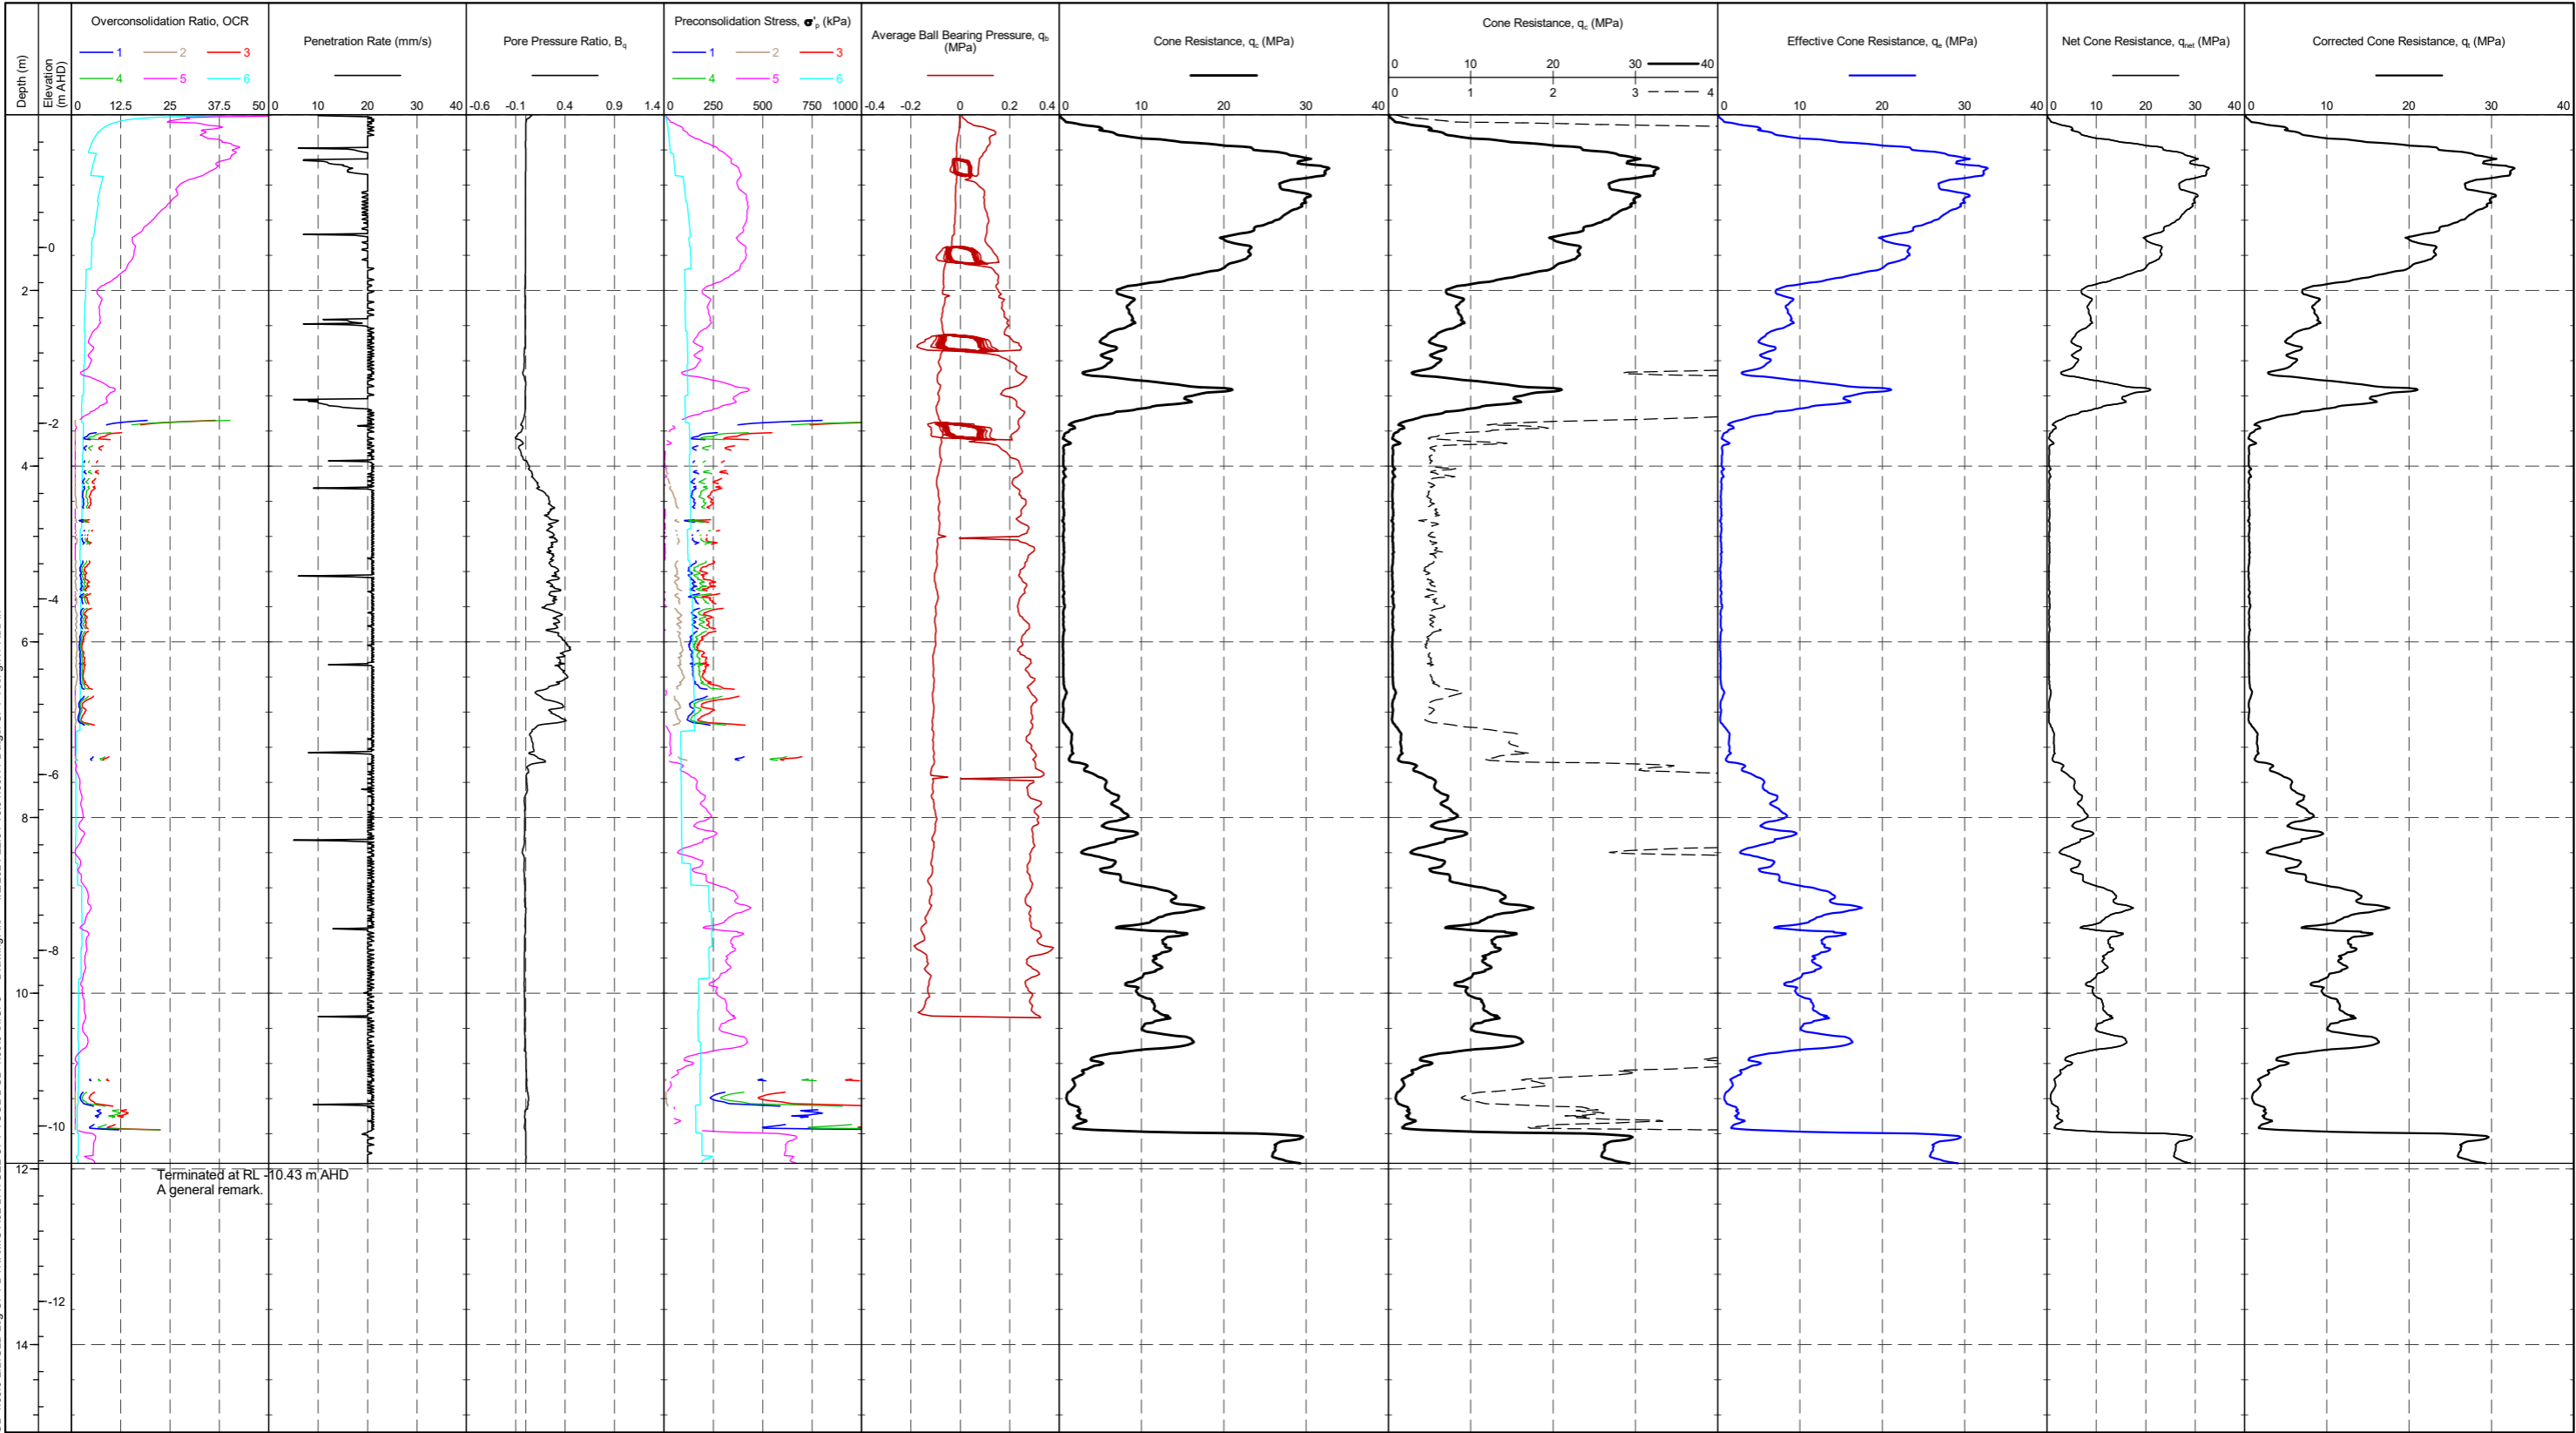 Depth (m)
Elevation (m AHD)
Overconsolidation Ratio, OCR
1 2 3
4 5 6
0 12.5 25 37.5 50
Penetration Rate (mm/s)
0 10 20 30 40
Pore Pressure Ratio, Bq
-0.6 -0.1 0.4 0.9 1.4
Preconsolidation Stress, σ'p (kPa)
1 2 3
4 5 6
0 250 500 750 1000
Average Ball Bearing Pressure, qb
(MPa)
-0.4 -0.2 0 0.2 0.4
Cone Resistance, qc (MPa)
0 10 20 30 40
Cone Resistance, qc (MPa)
0 10 20 30 40
0 1 2 3 4
Effective Cone Resistance, qe (MPa)
0 10 20 30 40
Net Cone Resistance, qnet (MPa)
0 10 20 30 40
Corrected Cone Resistance, qt (MPa)
0 10 20 30
0
2
-2
4
-4
6
-6
8
-8
10
-10
12
Terminated at RL -10.43 m AHD
A general remark.
-12
14